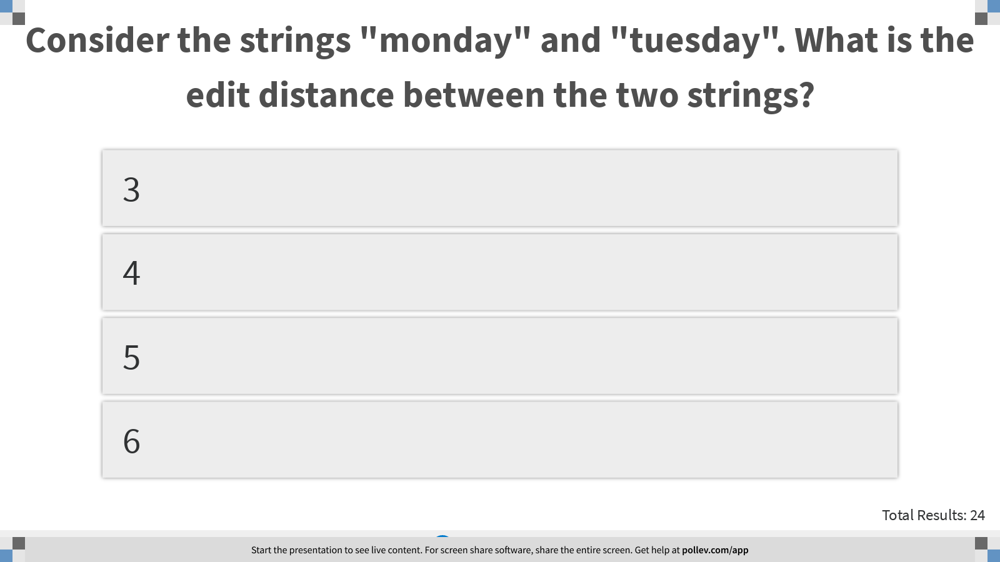 Consider the strings "monday" and "tuesday". What is the
edit distance between the two strings?
3
4
5
6
Total Results: 24
Start the presentation to see live content. For screen share software, share the entire screen. Get help at pollev.com/app